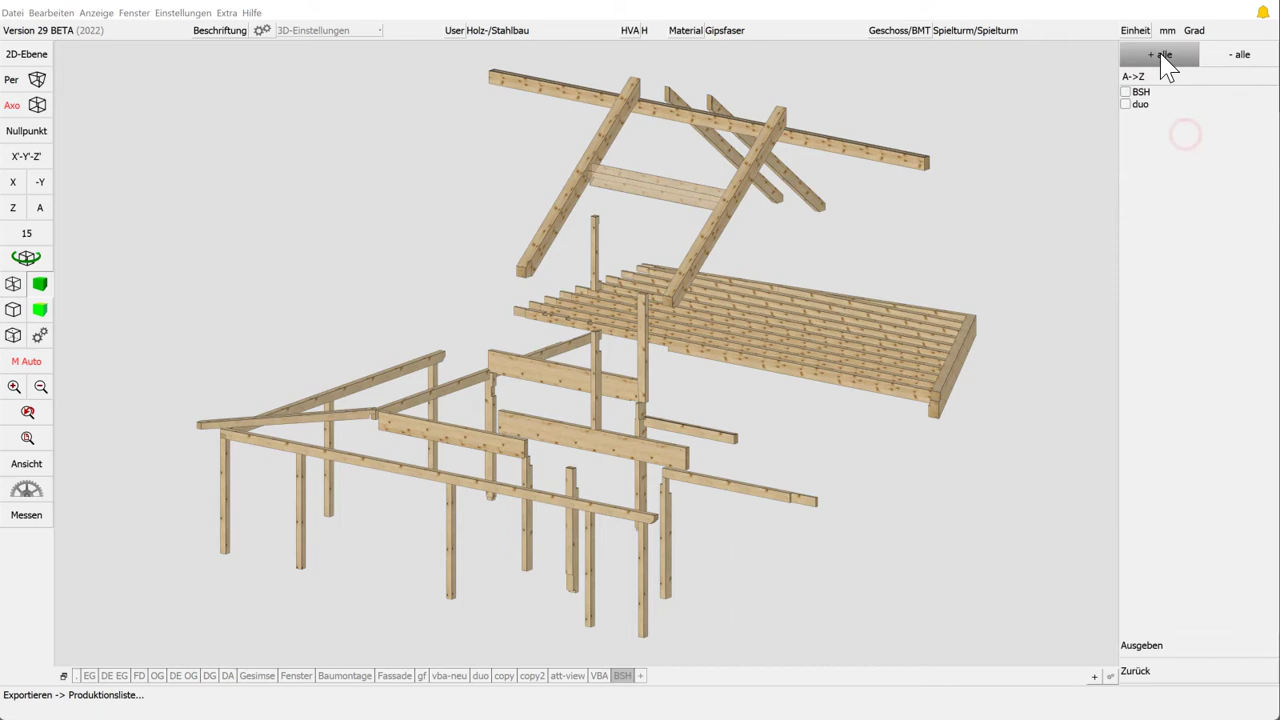 Datei Bearbeiten Anzeige Fenster Einstellungen Extra Hilfe
Version 29 BETA (2022) Beschriftung 3D-Einstellungen User Holz-/Stahlbau HVA H Material Gipsfaser Geschoss/BMT Spielturm/Spielturm Einheit mm Grad
2D-Ebene
+ alle - alle
Per
A->Z
BSH
Axo
duo
Nullpunkt
X'-Y'-Z'
X -Y
Z A
15
M Auto
Ansicht
Messen
Ausgeben
Zurück
. EG DE EG FD OG DE OG DG DA Gesimse Fenster Baumontage Fassade gf vba-neu duo copy copy2 att-view VBA BSH + +
Exportieren -> Produktionsliste...